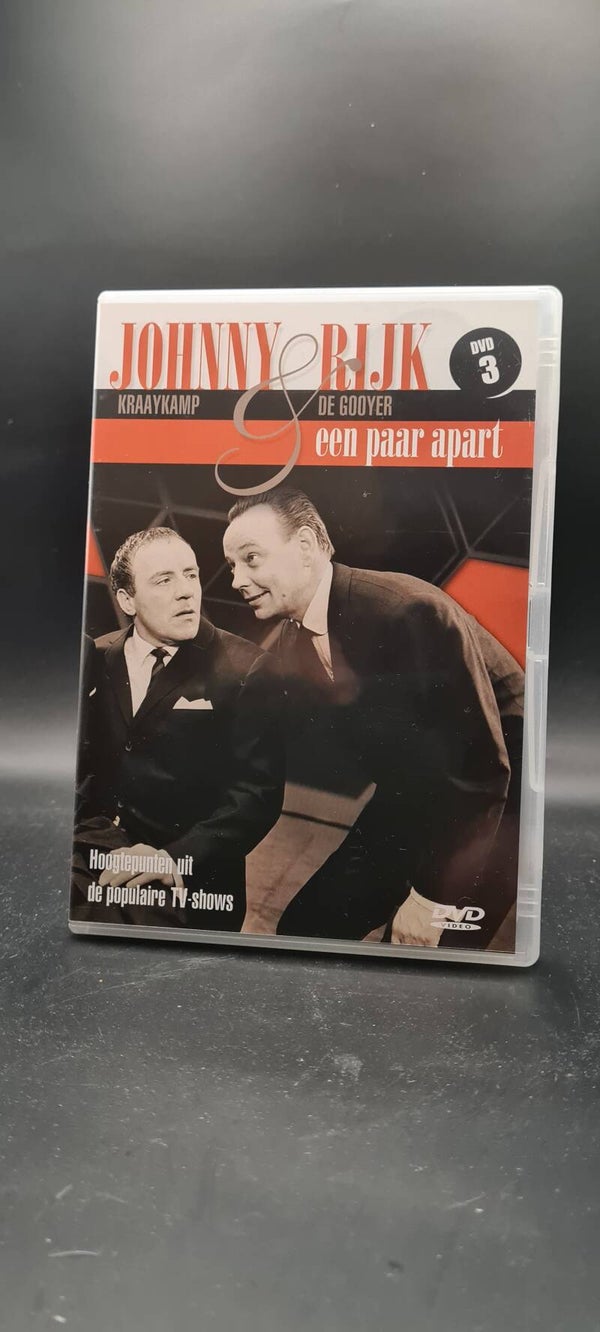 JOHNNY & RIJK
KRAAYKAMP DE GOOYER
een paar apart
DVD
3
Hoogtepunten uit
de populaire TV-shows
DVD
VIDEO